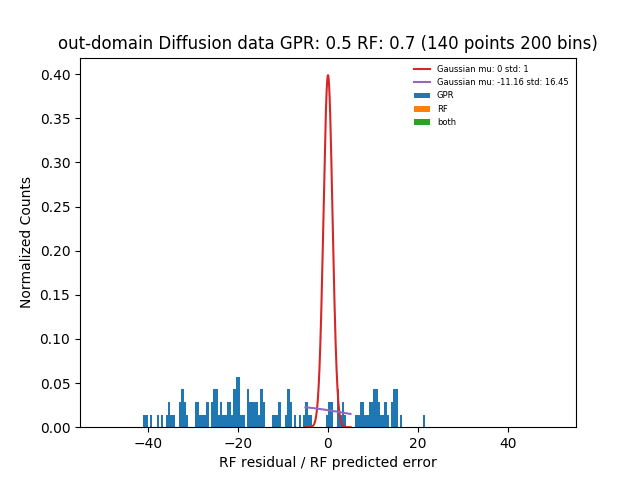 out-domain Diffusion data GPR: 0.5 RF: 0.7 (140 points 200 bins)
Gaussian mu: 0 std: 1
Gaussian mu: -11.16 std: 16.45
GPR
RF
both
Normalized Counts
0.40
0.35
0.30
0.25
0.20
0.15
0.10
0.05
0.00
−40 −20 0 20 40
RF residual / RF predicted error